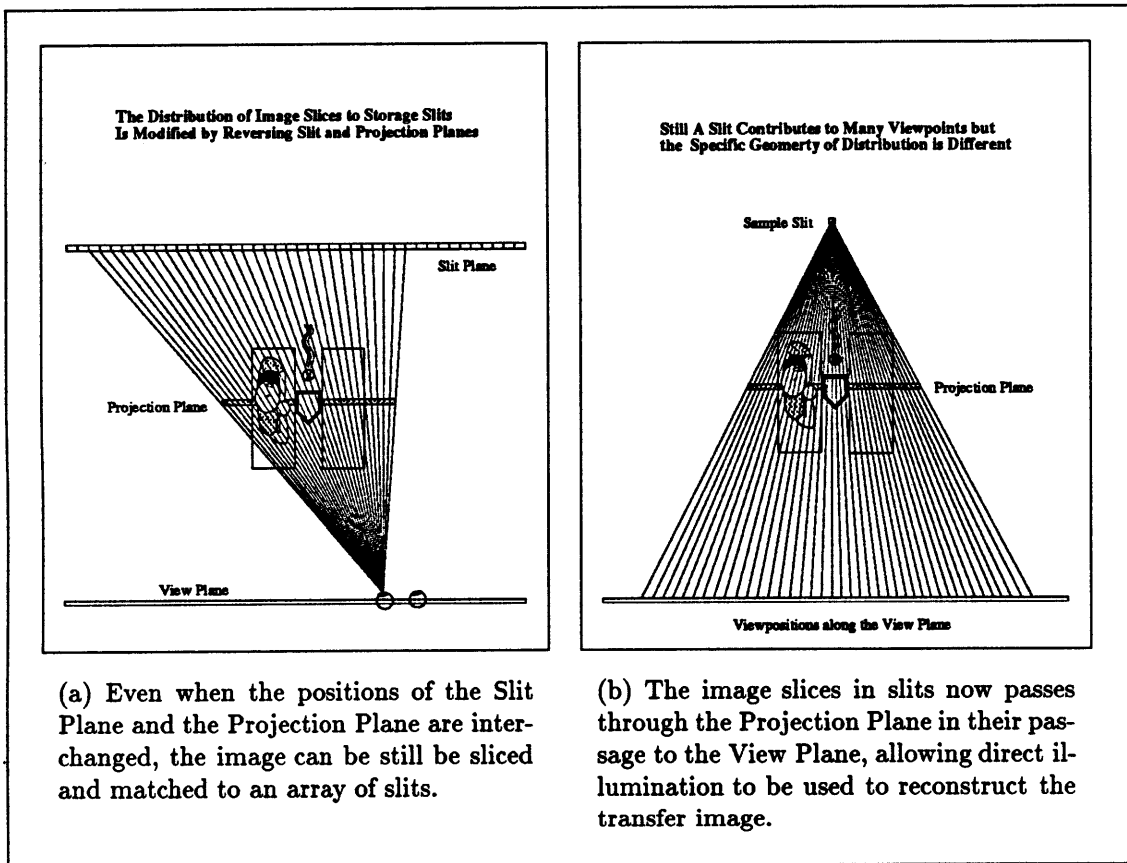 The Distribution of Image Slices to Storage Slits
Is Modified by Reversing Slit and Projection Planes
Slit Plane
Projection Plane
View Plane
(a) Even when the positions of the Slit
Plane and the Projection Plane are inter-
changed, the image can be still be sliced
and matched to an array of slits.
Still A Slit Contributes to Many Viewpoints but
the Specific Geomerty of Distribution is Different
Sample Slit
Projection Plane
Viewpositions along the View Plane
(b) The image slices in slits now passes
through the Projection Plane in their pas-
sage to the View Plane, allowing direct il-
lumination to be used to reconstruct the
transfer image.